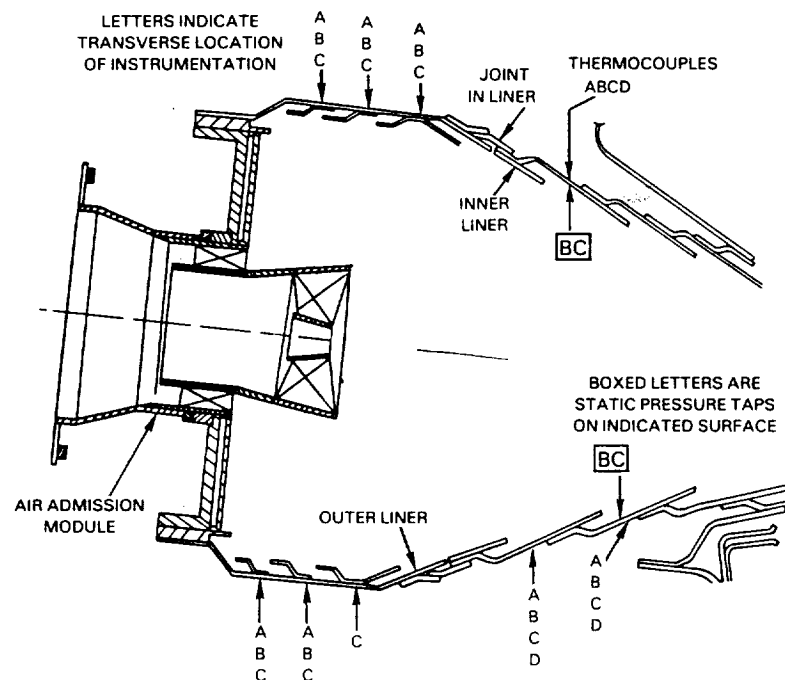 LETTERS INDICATE
TRANSVERSE LOCATION
OF INSTRUMENTATION
A
B
C
A
B
C
A
B
C
JOINT
IN LINER
THERMOCOUPLES
ABCD
INNER
LINER
BC
BOXED LETTERS ARE
STATIC PRESSURE TAPS
ON INDICATED SURFACE
BC
AIR ADMISSION
MODULE
OUTER LINER
A
B
C
A
B
C
C
A
B
C
D
A
B
C
D